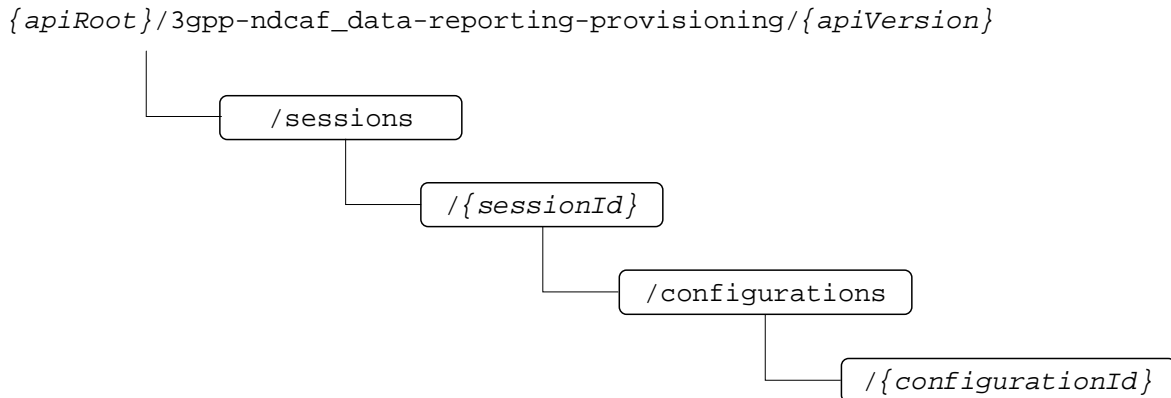 {apiRoot}/3gpp-ndcaf_data-reporting-provisioning/{apiVersion}
/sessions
/{sessionId}
/configurations
/{configurationId}